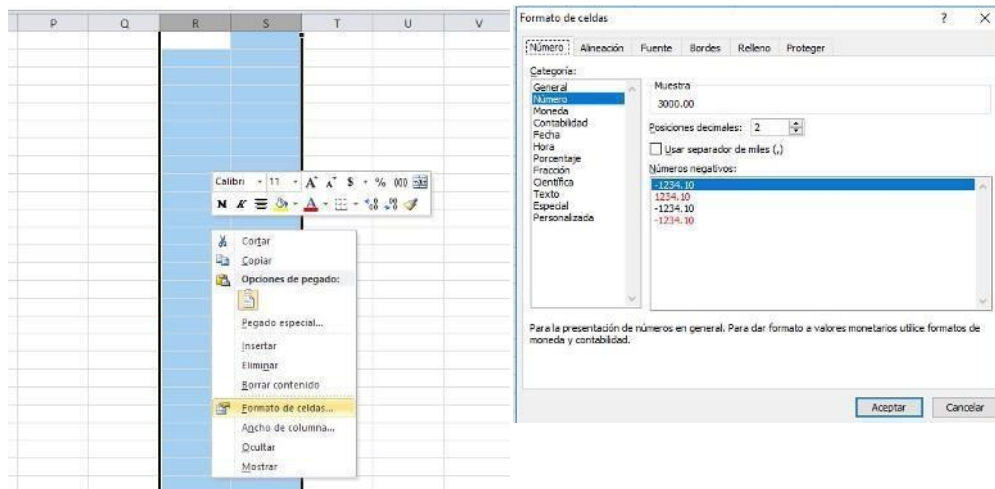 P Q R S T U V
Calibri 11 A A $ % 000
N K A
Cortar
Copiar
Opciones de pegado:
Pegado especial...
Insertar
Eliminar
Borrar contenido
Formato de celdas...
Ancho de columna...
Ocultar
Mostrar
Formato de celdas ? X
Número Alineación Fuente Bordes Relleno Proteger
Categoría:
General
Número
Moneda
Contabilidad
Fecha
Hora
Porcentaje
Fracción
Científica
Texto
Especial
Personalizada
Muestra
3000.00
Posiciones decimales: 2
Usar separador de miles (,)
Números negativos:
-1234.10
1234.10
-1234.10
-1234.10
Para la presentación de números en general. Para dar formato a valores monetarios utilice formatos de
moneda y contabilidad.
Aceptar Cancelar